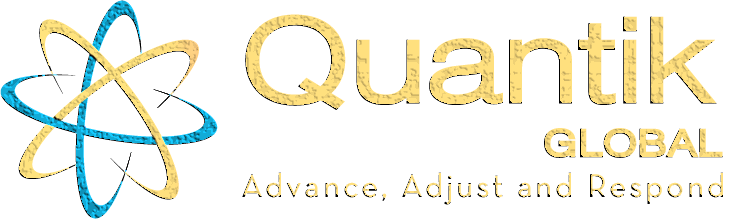 Quantik
GLOBAL
Advance, Adjust and Respond